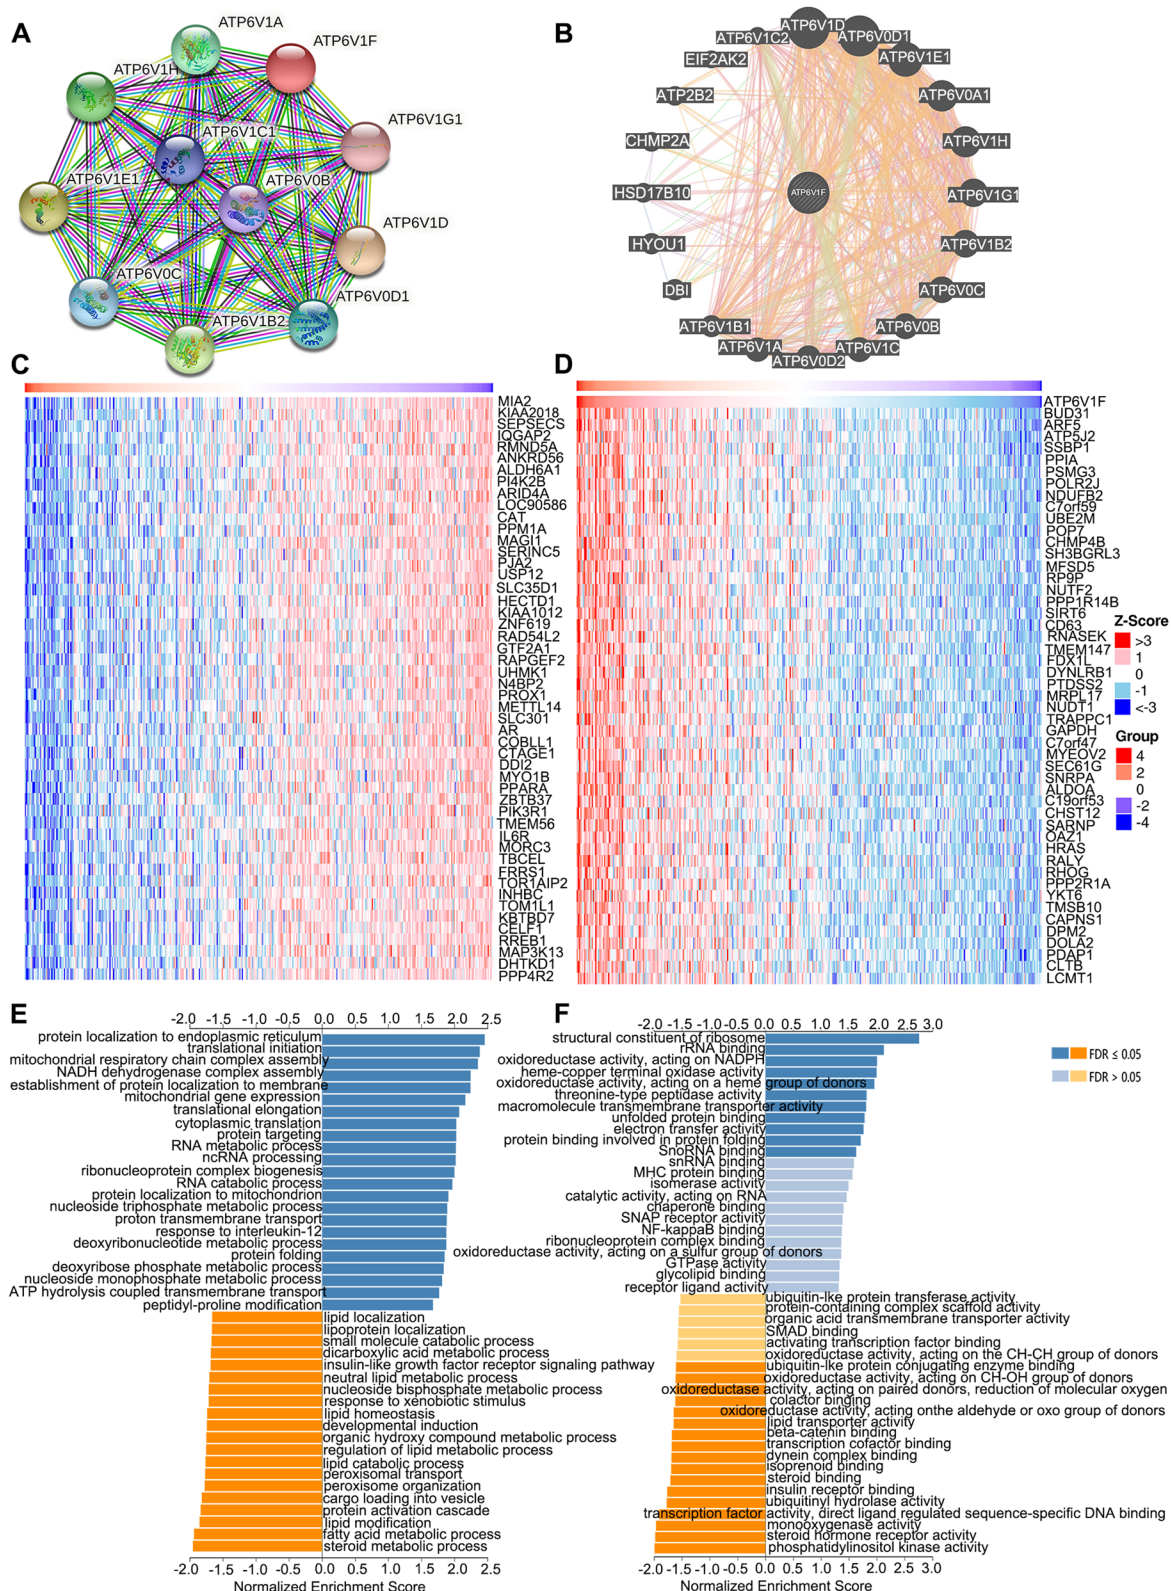 A
ATP6V1A
ATP6V1F
ATP6V1H
ATP6V1G1
ATP6V1C1
ATP6V1E1
ATP6V0B
ATP6V1D
ATP6V0C
ATP6V0D1
ATP6V1B2
B
ATP6V1D
ATP6V1C2
ATP6V0D1
EIF2AK2
ATP6V1E1
ATP2B2
ATP6V0A1
CHMP2A
ATP6V1H
HSD17B10
ATP6V1F
ATP6V1G1
HYOU1
ATP6V1B2
DBI
ATP6V0C
ATP6V1B1
ATP6V0B
ATP6V1A
ATP6V1C
ATP6V0D2
C
MIA2
KIAA2018
SEPSECS
IQGAP2
RMND5A
ANKRD56
ALDH6A1
PI4K2B
ARID4A
LOC90586
CAT
PPM1A
MAGI1
SERINC5
PJA2
USP12
SLC35D1
HECTD1
KIAA1012
ZNF619
RAD54L2
GTF2A1
RAPGEF2
UHMK1
N4BP2
PROX1
METTL14
SLC301
AR
COBLL1
CTAGE1
DDI2
MYO1B
PPARA
ZBTB37
PIK3R1
TMEM56
IL6R
MORC3
TBCEL
FRRS1
TOR1AIP2
INHBC
TOM1L1
KBTBD7
CELF1
RREB1
MAP3K13
DHTKD1
PPP4R2
D
ATP6V1F
BUD31
ARF5
ATP5J2
SSBP1
PPIA
PSMG3
POLR2J
NDUFB2
C7orf59
UBE2M
POP7
CHMP4B
SH3BGRL3
MFSD5
RP9P
NUTF2
PPP1R14B
SIRT6
CD63
RNASEK
TMEM147
FDX1L
DYNLRB1
PTDSS2
MRPL17
NUDT1
TRAPPC1
GAPDH
C7orf47
MYEOV2
SEC61G
SNRPA
ALDOA
C19orf53
CHST12
SARNP
OAZ1
HRAS
RALY
RHOG
PPP2R1A
YKT6
TMSB10
CAPNS1
DPM2
DOLA2
PDAP1
CLTB
LCMT1
Z-Score
>3
1
0
-1
<-3
Group
4
2
0
-2
-4
E
-2.0 -1.5 -1.0 -0.5 0.0 0.5 1.0 1.5 2.0 2.5
protein localization to endoplasmic reticulum
translational initiation
mitochondrial respiratory chain complex assembly
NADH dehydrogenase complex assembly
establishment of protein localization to membrane
mitochondrial gene expression
translational elongation
cytoplasmic translation
protein targeting
RNA metabolic process
ncRNA processing
ribonucleoprotein complex biogenesis
RNA catabolic process
protein localization to mitochondrion
nucleoside triphosphate metabolic process
proton transmembrane transport
response to interleukin-12
deoxyribonucleotide metabolic process
protein folding
deoxyribose phosphate metabolic process
nucleoside monophosphate metabolic process
ATP hydrolysis coupled transmembrane transport
peptidyl-proline modification
lipid localization
lipoprotein localization
small molecule catabolic process
dicarboxylic acid metabolic process
insulin-like growth factor receptor signaling pathway
neutral lipid metabolic process
nucleoside bisphosphate metabolic process
response to xenobiotic stimulus
lipid homeostasis
developmental induction
organic hydroxy compound metabolic process
regulation of lipid metabolic process
lipid catabolic process
peroxisomal transport
peroxisome organization
cargo loading into vesicle
protein activation cascade
lipid modification
fatty acid metabolic process
steroid metabolic process
-2.0 -1.5 -1.0 -0.5 0.0 0.5 1.0 1.5 2.0 2.5
Normalized Enrichment Score
F
-2.0 -1.5 -1.0 -0.5 0.0 0.5 1.0 1.5 2.0 2.5 3.0
structural constituent of ribosome
rRNA binding
oxidoreductase activity, acting on NADPH
heme-copper terminal oxidase activity
oxidoreductase activity, acting on a heme group of donors
threonine-type peptidase activity
macromolecule transmembrane transporter activity
unfolded protein binding
electron transfer activity
protein binding involved in protein folding
SnoRNA binding
snRNA binding
MHC protein binding
isomerase activity
catalytic activity, acting on RNA
chaperone binding
SNAP receptor activity
NF-kappaB binding
ribonucleoprotein complex binding
oxidoreductase activity, acting on a sulfur group of donors
GTPase activity
glycolipid binding
receptor ligand activity
ubiquitin-like protein transferase activity
protein-containing complex scaffold activity
organic acid transmembrane transporter activity
SMAD binding
activating transcription factor binding
oxidoreductase activity, acting on the CH-CH group of donors
ubiquitin-like protein conjugating enzyme binding
oxidoreductase activity, acting on CH-OH group of donors
oxidoreductase activity, acting on paired donors, reduction of molecular oxygen
colactor binding
oxidoreductase activity, acting onthe aldehyde or oxo group of donors
lipid transporter activity
beta-catenin binding
transcription cofactor binding
dynein complex binding
isoprenoid binding
steroid binding
insulin receptor binding
ubiquitinyl hydrolase activity
transcription factor activity, direct ligand regulated sequence-specific DNA binding
monooxygenase activity
steroid hormone receptor activity
phosphatidylinositol kinase activity
-2.0 -1.5 -1.0 -0.5 0.0 0.5 1.0 1.5 2.0 2.5 3.0
Normalized Enrichment Score
FDR ≤ 0.05
FDR > 0.05